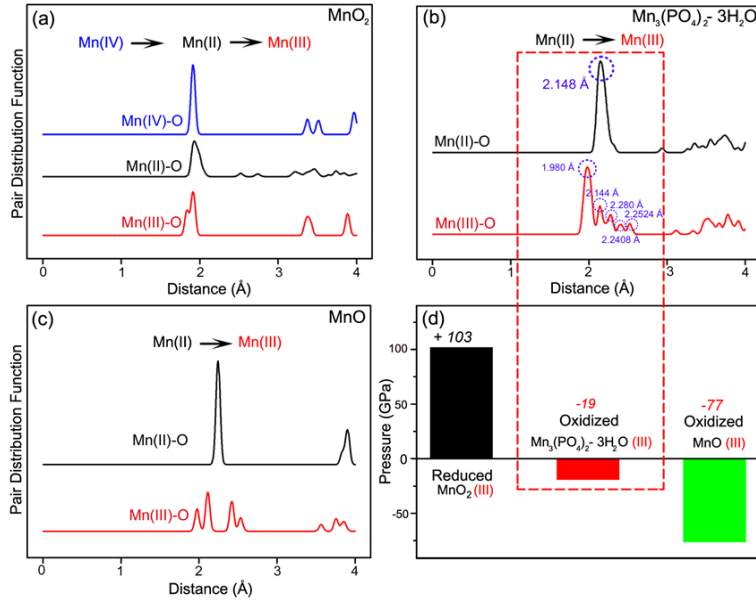 (a)
MnO2
Mn(IV) → Mn(II) → Mn(III)
Mn(IV)-O
Mn(II)-O
Mn(III)-O
Pair Distribution Function
0 1 2 3 4
Distance (Å)
(b)
Mn3(PO4)2- 3H2O
Mn(II) → Mn(III)
2.148 Å
Mn(II)-O
1.980 Å
2.144 Å
2.280 Å
2.2524 Å
2.2408 Å
Mn(III)-O
0 1 2 3 4
Distance (Å)
(c)
MnO
Mn(II) → Mn(III)
Mn(II)-O
Mn(III)-O
Pair Distribution Function
0 1 2 3 4
Distance (Å)
(d)
+ 103
100
50
0
-50
Pressure (GPa)
Reduced
MnO2 (III)
-19
Oxidized
Mn3(PO4)2- 3H2O (III)
-77
Oxidized
MnO (III)